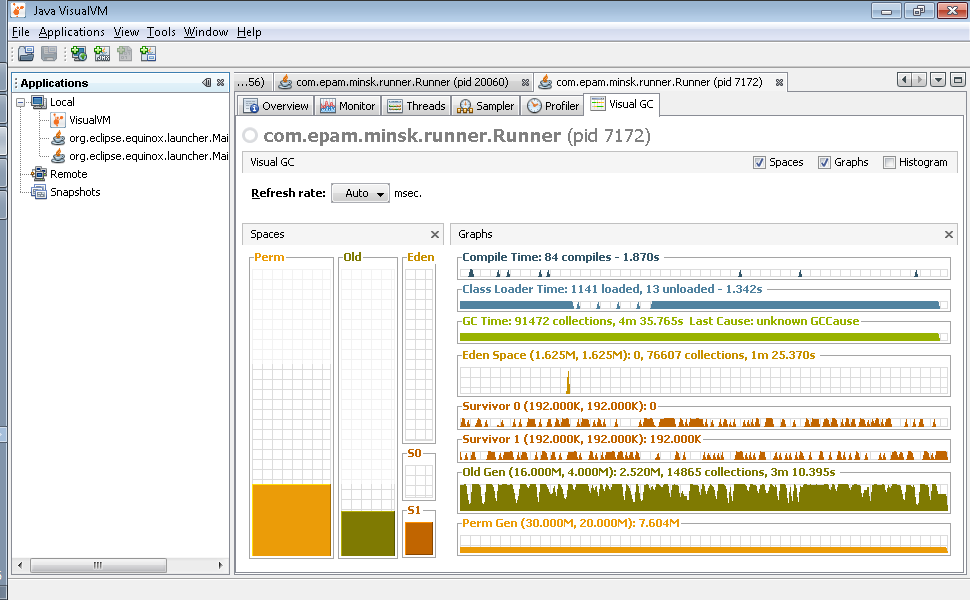 Java VisualVM
File Applications View Tools Window Help
Applications
Local
VisualVM
org.eclipse.equinox.launcher.Mai
org.eclipse.equinox.launcher.Mai
Remote
Snapshots
...56) com.epam.minsk.runner.Runner (pid 20060) com.epam.minsk.runner.Runner (pid 7172)
Overview Monitor Threads Sampler Profiler Visual GC
com.epam.minsk.runner.Runner (pid 7172)
Visual GC Spaces Graphs Histogram
Refresh rate: Auto msec.
Spaces
Perm Old Eden
S0
S1
Graphs
Compile Time: 84 compiles - 1.870s
Class Loader Time: 1141 loaded, 13 unloaded - 1.342s
GC Time: 91472 collections, 4m 35.765s Last Cause: unknown GCCause
Eden Space (1.625M, 1.625M): 0, 76607 collections, 1m 25.370s
Survivor 0 (192.000K, 192.000K): 0
Survivor 1 (192.000K, 192.000K): 192.000K
Old Gen (16.000M, 4.000M): 2.520M, 14865 collections, 3m 10.395s
Perm Gen (30.000M, 20.000M): 7.604M